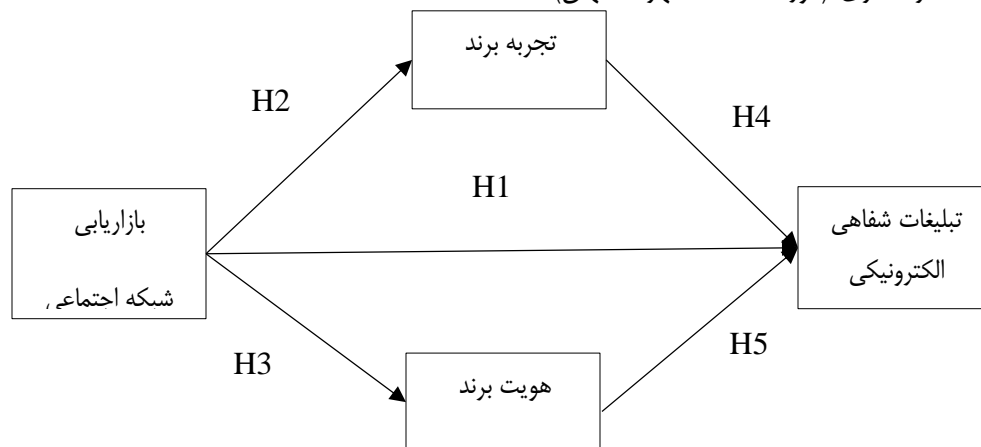 تجربه برند
H2
H4
H1
بازاریابی
شبکه اجتماعی
تبلیغات شفاهی
الکترونیکی
H3
H5
هویت برند